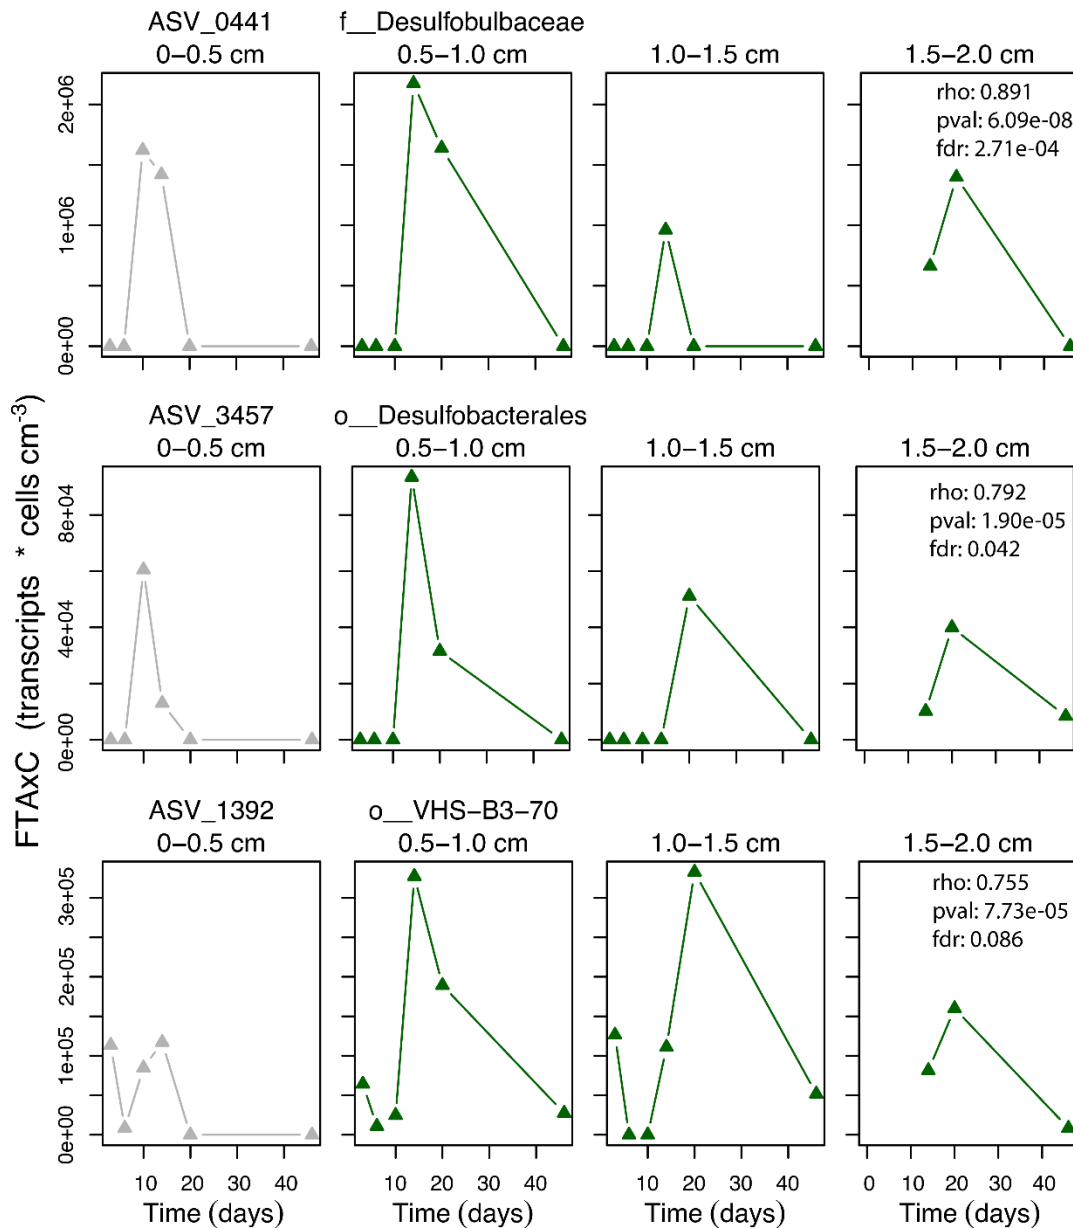 ASV_0441 f__Desulfobulbaceae
0−0.5 cm 0.5−1.0 cm 1.0−1.5 cm 1.5−2.0 cm
rho: 0.891
pval: 6.09e-08
fdr: 2.71e-04
2e+06
1e+06
0e+00
ASV_3457 o__Desulfobacterales
0−0.5 cm 0.5−1.0 cm 1.0−1.5 cm 1.5−2.0 cm
rho: 0.792
pval: 1.90e-05
fdr: 0.042
8e+04
4e+04
0e+00
FTAxC (transcripts * cells cm-3)
ASV_1392 o__VHS−B3−70
0−0.5 cm 0.5−1.0 cm 1.0−1.5 cm 1.5−2.0 cm
rho: 0.755
pval: 7.73e-05
fdr: 0.086
3e+05
2e+05
1e+05
0e+00
10 20 30 40 10 20 30 40 10 20 30 40 0 10 20 30 40
Time (days) Time (days) Time (days) Time (days)